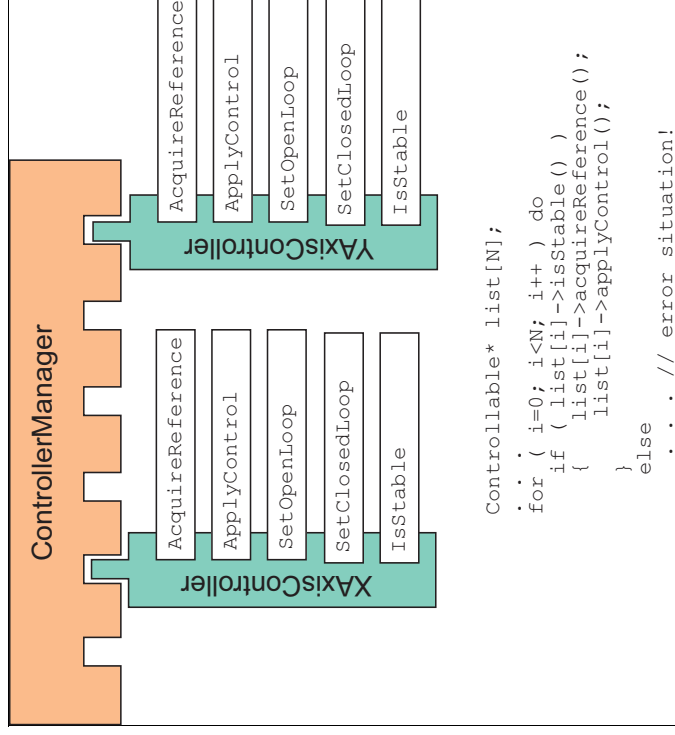 ControllerManager
XAxisController
AcquireReference
ApplyControl
SetOpenLoop
SetClosedLoop
IsStable
YAxisController
AcquireReference
ApplyControl
SetOpenLoop
SetClosedLoop
IsStable
Controllable* list[N];
. . .
for ( i=0; i<N; i++ ) do
if ( list[i]->isStable() )
{ list[i]->acquireReference();
list[i]->applyControl();
}
else
. . . // error situation!